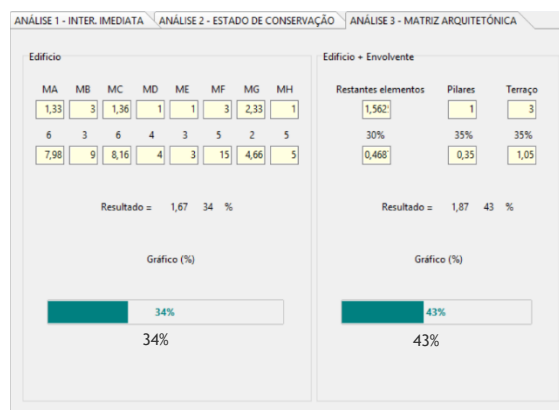 ANÁLISE 1 - INTER. IMEDIATA ANÁLISE 2 - ESTADO DE CONSERVAÇÃO ANÁLISE 3 - MATRIZ ARQUITETÓNICA
Edifício
MA MB MC MD ME MF MG MH
1,33 3 1,36 1 1 3 2,33 1
6 3 6 4 3 5 2 5
7,98 9 8,16 4 3 15 4,66 5
Resultado = 1,67 34 %
Gráfico (%)
34%
34%
Edifício + Envolvente
Restantes elementos Pilares Terraço
1,562 1 3
30% 35% 35%
0,468 0,35 1,05
Resultado = 1,87 43 %
Gráfico (%)
43%
43%